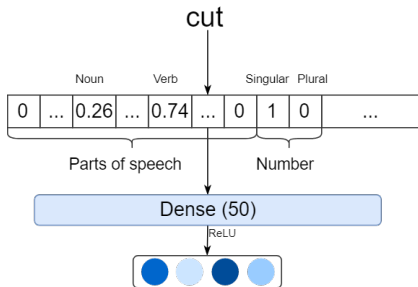 cut
Noun Verb Singular Plural
0 ... 0.26 ... 0.74 ... 0 1 0 ...
Parts of speech Number
Dense (50)
ReLU